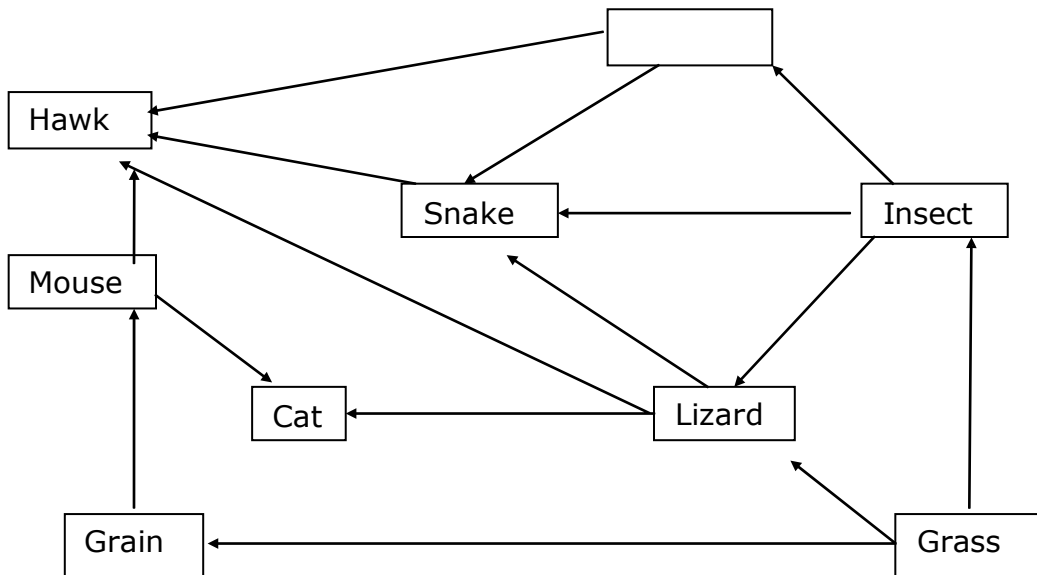 Hawk
Snake
Insect
Mouse
Cat
Lizard
Grain
Grass